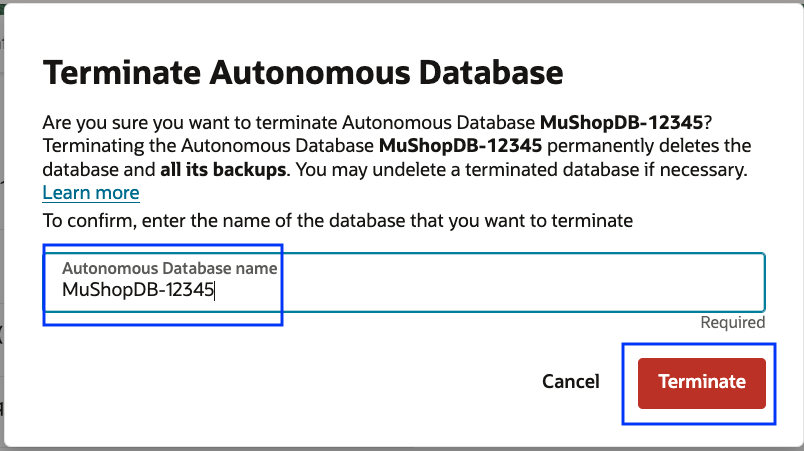 Terminate Autonomous Database
Are you sure you want to terminate Autonomous Database MuShopDB-12345?
Terminating the Autonomous Database MuShopDB-12345 permanently deletes the
database and all its backups. You may undelete a terminated database if necessary.
Learn more
To confirm, enter the name of the database that you want to terminate
Autonomous Database name
MuShopDB-12345
Required
Cancel
Terminate